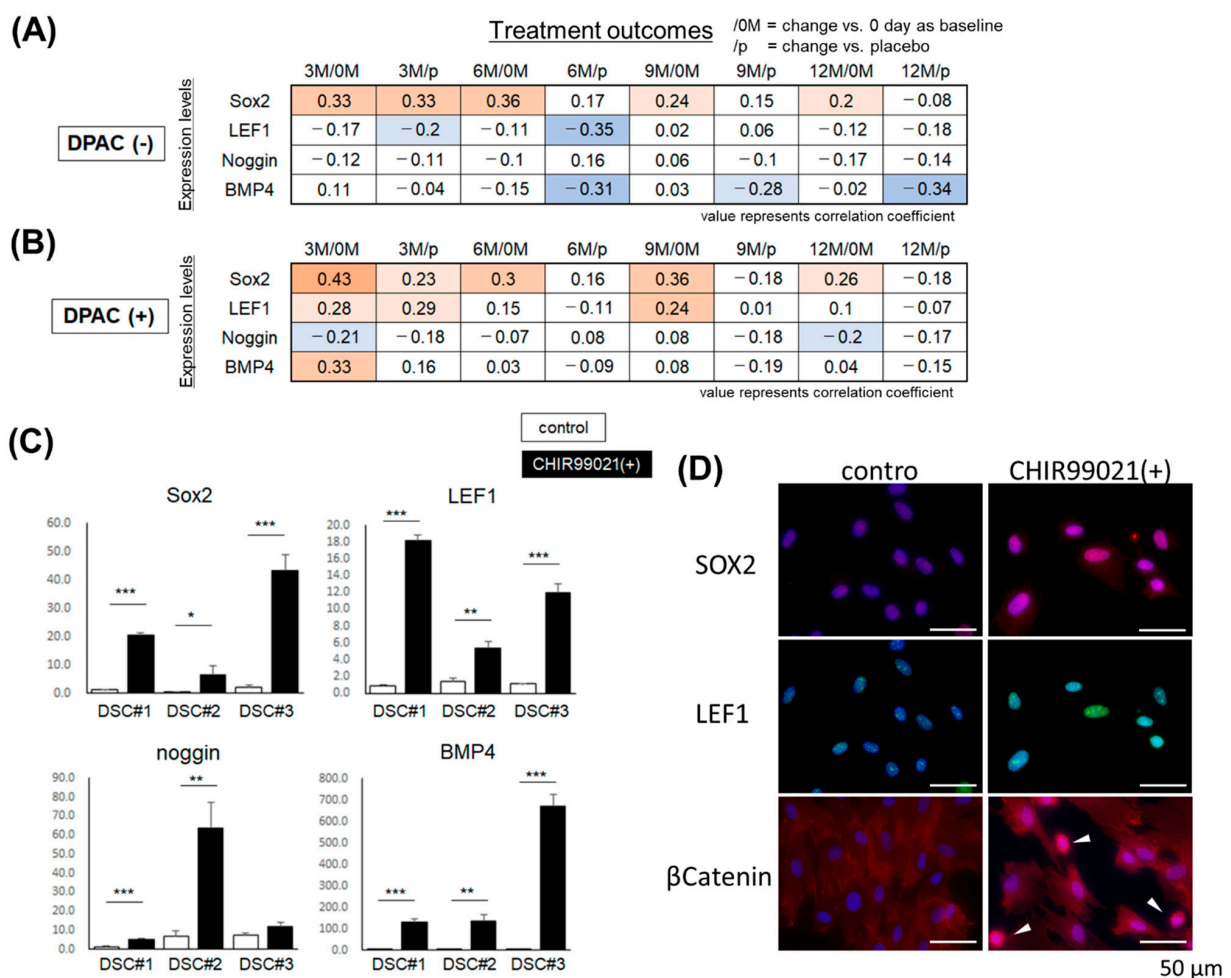 (A)
Treatment outcomes
/0M = change vs. 0 day as baseline
/p = change vs. placebo
3M/0M 3M/p 6M/0M 6M/p 9M/0M 9M/p 12M/0M 12M/p
DPAC (-)
Expression levels
Sox2 0.33 0.33 0.36 0.17 0.24 0.15 0.2 −0.08
LEF1 −0.17 −0.2 −0.11 −0.35 0.02 0.06 −0.12 −0.18
Noggin −0.12 −0.11 −0.1 0.16 0.06 −0.1 −0.17 −0.14
BMP4 0.11 −0.04 −0.15 −0.31 0.03 −0.28 −0.02 −0.34
value represents correlation coefficient
(B)
3M/0M 3M/p 6M/0M 6M/p 9M/0M 9M/p 12M/0M 12M/p
DPAC (+)
Expression levels
Sox2 0.43 0.23 0.3 0.16 0.36 −0.18 0.26 −0.18
LEF1 0.28 0.29 0.15 −0.11 0.24 0.01 0.1 −0.07
Noggin −0.21 −0.18 −0.07 0.08 0.08 −0.18 −0.2 −0.17
BMP4 0.33 0.16 0.03 −0.09 0.08 −0.19 0.04 −0.15
value represents correlation coefficient
(C)
control
CHIR99021(+)
Sox2
60.0
50.0
40.0
30.0
20.0
10.0
0.0
***
*
***
DSC#1 DSC#2 DSC#3
LEF1
20.0
18.0
16.0
14.0
12.0
10.0
8.0
6.0
4.0
2.0
0.0
***
**
***
DSC#1 DSC#2 DSC#3
noggin
90.0
80.0
70.0
60.0
50.0
40.0
30.0
20.0
10.0
0.0
***
**
DSC#1 DSC#2 DSC#3
BMP4
800.0
700.0
600.0
500.0
400.0
300.0
200.0
100.0
0.0
***
**
***
DSC#1 DSC#2 DSC#3
(D)
contro CHIR99021(+)
SOX2
LEF1
βCatenin
50 μm